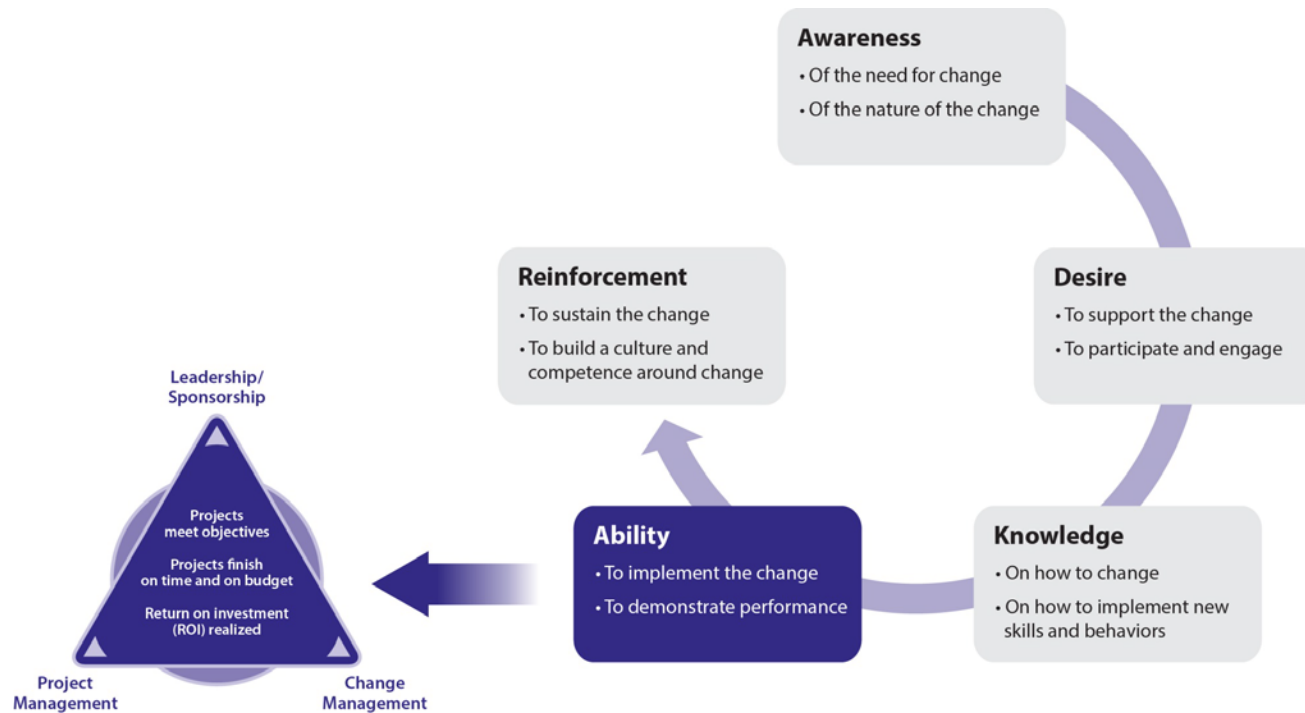 Awareness
• Of the need for change
• Of the nature of the change
Desire
• To support the change
• To participate and engage
Knowledge
• On how to change
• On how to implement new
skills and behaviors
Ability
• To implement the change
• To demonstrate performance
Reinforcement
• To sustain the change
• To build a culture and
competence around change
Leadership/
Sponsorship
Projects
meet objectives
Projects finish
on time and on budget
Return on investment
(ROI) realized
Project
Management
Change
Management